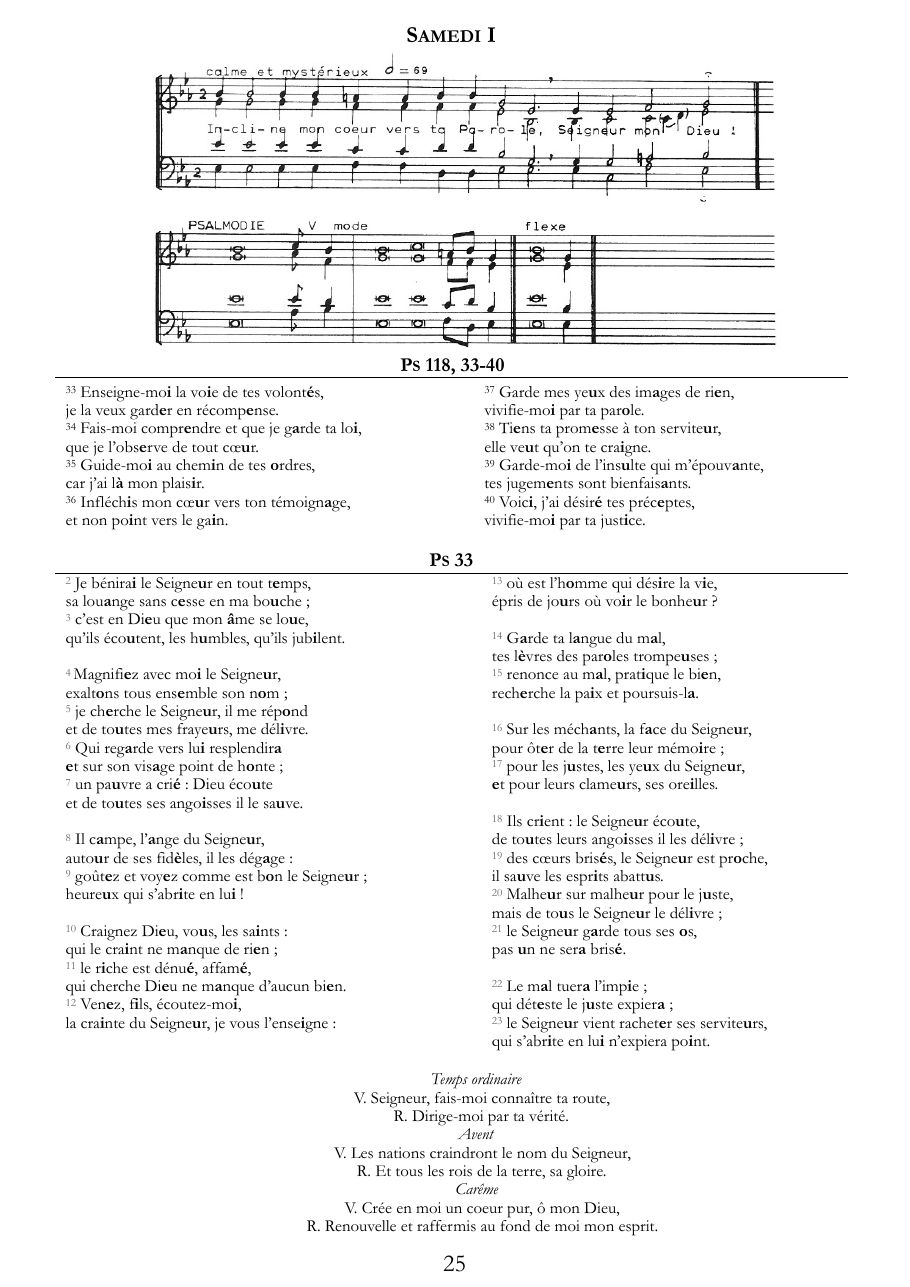 SAMEDI I
calme et mystérieux = 69
2
In-cli-ne mon coeur vers ta Pa-ro-le, Seigneur mon Dieu !
2
PSALMODIE V mode flexe
PS 118, 33-40
33 Enseigne-moi la voie de tes volontés,
je la veux garder en récompense.
34 Fais-moi comprendre et que je garde ta loi,
que je l’observe de tout cœur.
35 Guide-moi au chemin de tes ordres,
car j’ai là mon plaisir.
36 Infléchis mon cœur vers ton témoignage,
et non point vers le gain.
37 Garde mes yeux des images de rien,
vivifie-moi par ta parole.
38 Tiens ta promesse à ton serviteur,
elle veut qu’on te craigne.
39 Garde-moi de l’insulte qui m’épouvante,
tes jugements sont bienfaisants.
40 Voici, j’ai désiré tes préceptes,
vivifie-moi par ta justice.
PS 33
2 Je bénirai le Seigneur en tout temps,
sa louange sans cesse en ma bouche ;
3 c’est en Dieu que mon âme se loue,
qu’ils écoutent, les humbles, qu’ils jubilent.
4 Magnifiez avec moi le Seigneur,
exaltons tous ensemble son nom ;
5 je cherche le Seigneur, il me répond
et de toutes mes frayeurs, me délivre.
6 Qui regarde vers lui resplendira
et sur son visage point de honte ;
7 un pauvre a crié : Dieu écoute
et de toutes ses angoisses il le sauve.
8 Il campe, l’ange du Seigneur,
autour de ses fidèles, il les dégage :
9 goûtez et voyez comme est bon le Seigneur ;
heureux qui s’abrite en lui !
10 Craignez Dieu, vous, les saints :
qui le craint ne manque de rien ;
11 le riche est dénué, affamé,
qui cherche Dieu ne manque d’aucun bien.
12 Venez, fils, écoutez-moi,
la crainte du Seigneur, je vous l’enseigne :
13 où est l’homme qui désire la vie,
épris de jours où voir le bonheur ?
14 Garde ta langue du mal,
tes lèvres des paroles trompeuses ;
15 renonce au mal, pratique le bien,
recherche la paix et poursuis-la.
16 Sur les méchants, la face du Seigneur,
pour ôter de la terre leur mémoire ;
17 pour les justes, les yeux du Seigneur,
et pour leurs clameurs, ses oreilles.
18 Ils crient : le Seigneur écoute,
de toutes leurs angoisses il les délivre ;
19 des cœurs brisés, le Seigneur est proche,
il sauve les esprits abattus.
20 Malheur sur malheur pour le juste,
mais de tous le Seigneur le délivre ;
21 le Seigneur garde tous ses os,
pas un ne sera brisé.
22 Le mal tuera l’impie ;
qui déteste le juste expiera ;
23 le Seigneur vient racheter ses serviteurs,
qui s’abrite en lui n’expiera point.
Temps ordinaire
V. Seigneur, fais-moi connaître ta route,
R. Dirige-moi par ta vérité.
Avent
V. Les nations craindront le nom du Seigneur,
R. Et tous les rois de la terre, sa gloire.
Carême
V. Crée en moi un coeur pur, ô mon Dieu,
R. Renouvelle et raffermis au fond de moi mon esprit.
25